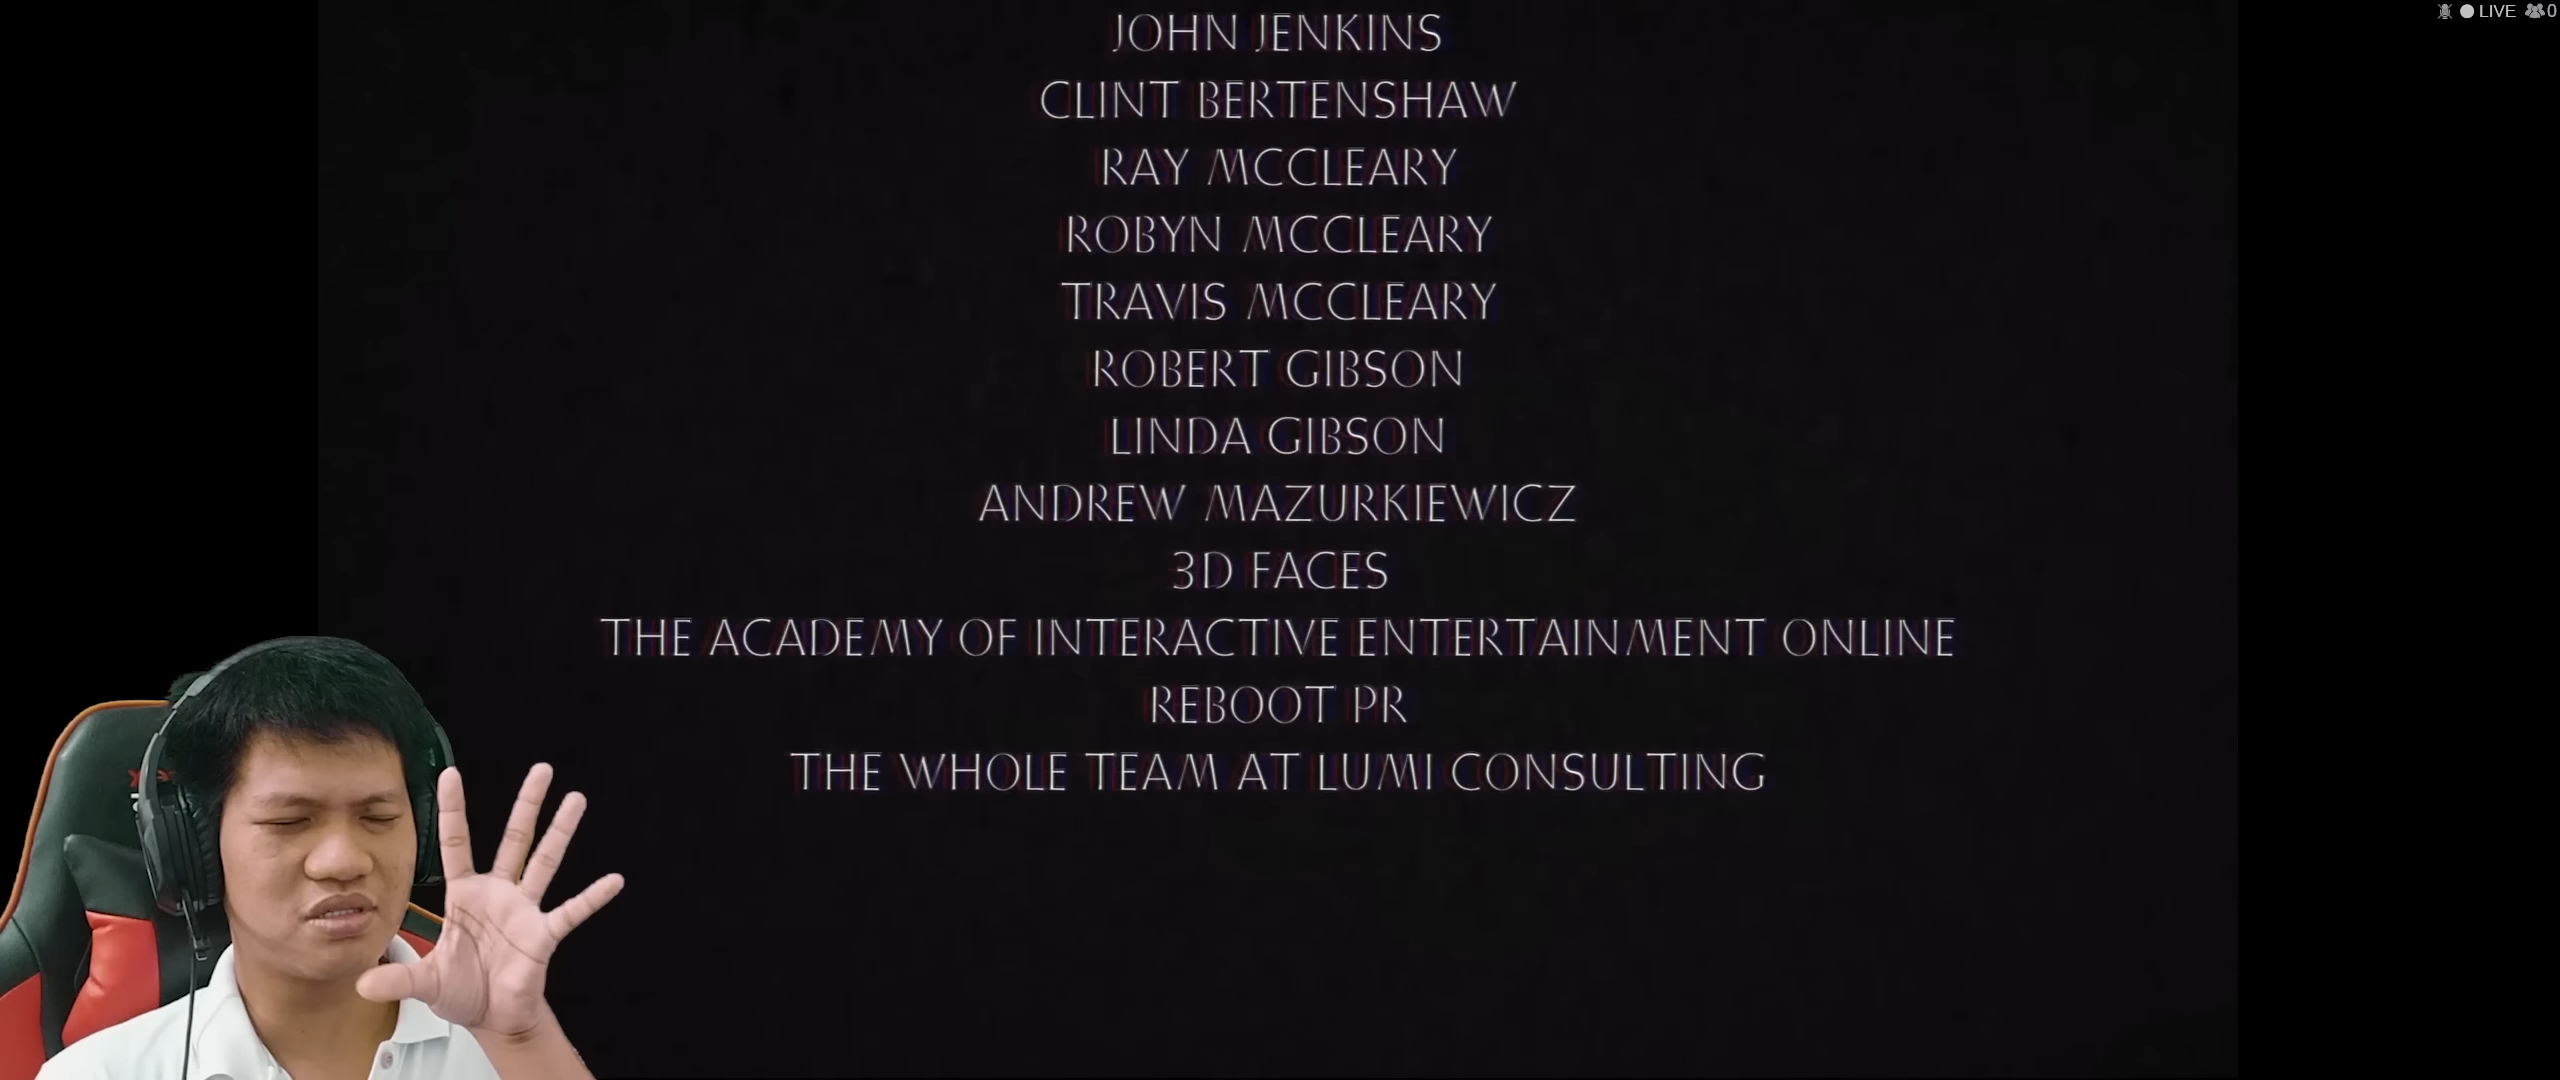 LIVE 0
JOHN JENKINS
CLINT BERTENSHAW
RAY MCCLEARY
ROBYN MCCLEARY
TRAVIS MCCLEARY
ROBERT GIBSON
LINDA GIBSON
ANDREW MAZURKIEWICZ
3D FACES
THE ACADEMY OF INTERACTIVE ENTERTAINMENT ONLINE
REBOOT PR
THE WHOLE TEAM AT LUMI CONSULTING